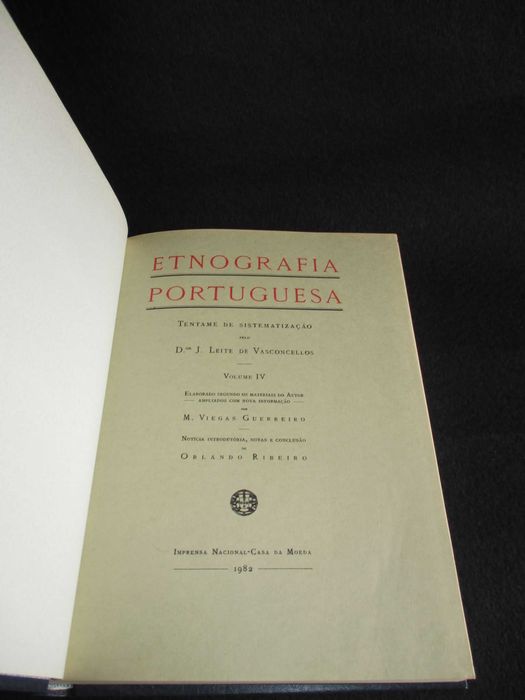 ETNOGRAFIA
PORTUGUESA
TENTAME DE SISTEMATIZAÇÃO
PELO
D.OR J. LEITE DE VASCONCELLOS
VOLUME IV
ELABORADO SEGUNDO OS MATERIAIS DO AUTOR
AMPLIADOS COM NOVA INFORMAÇÃO
POR
M. VIEGAS GUERREIRO
NOTÍCIA INTRODUTÓRIA, NOTAS E CONCLUSÃO
DE
ORLANDO RIBEIRO
IMPRENSA NACIONAL-CASA DA MOEDA
1982